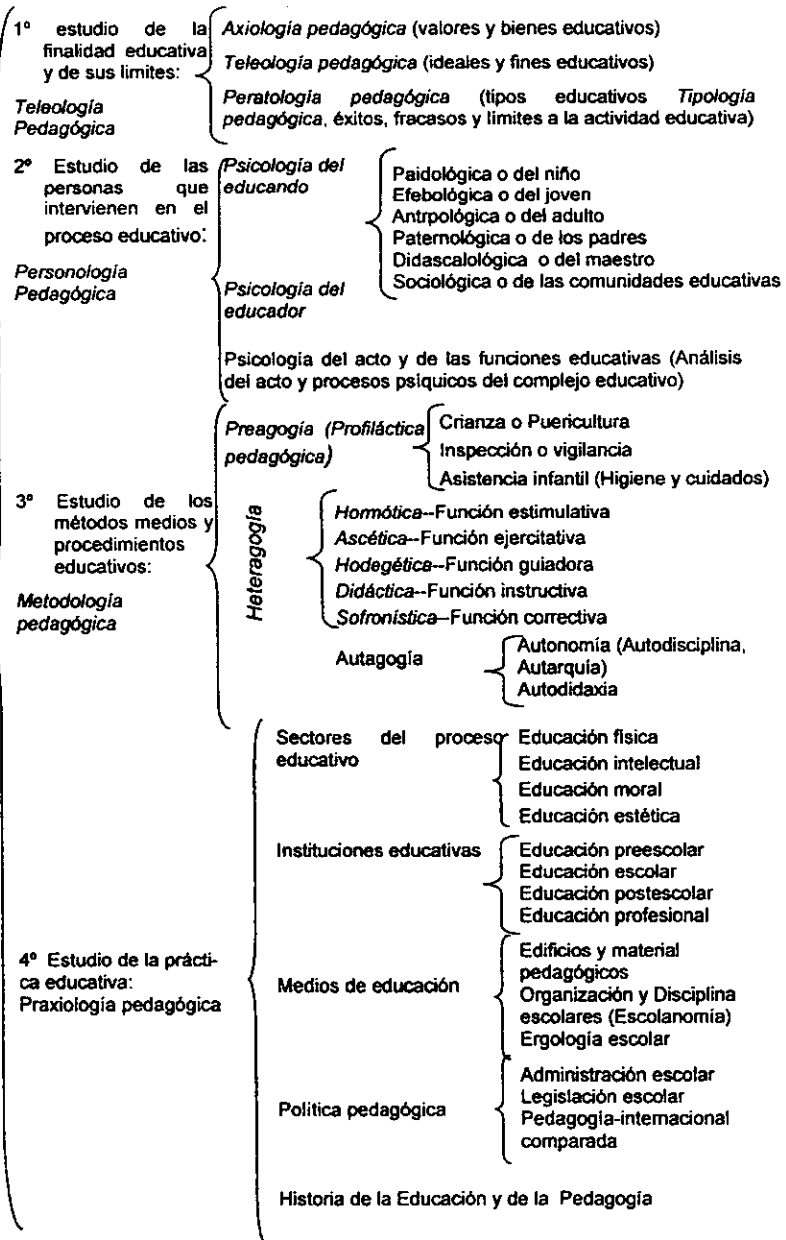 1º estudio de la
finalidad educativa
y de sus limites:
Teleología
Pedagógica
Axiología pedagógica (valores y bienes educativos)
Teleología pedagógica (ideales y fines educativos)
Peratología pedagógica (tipos educativos Tipología
pedagógica, éxitos, fracasos y limites a la actividad educativa)
2º Estudio de las
personas que
intervienen en el
proceso educativo:
Personología
Pedagógica
Psicología del
educando
Paidológica o del niño
Efebológica o del joven
Antrpológica o del adulto
Paternológica o de los padres
Didascalológica o del maestro
Sociológica o de las comunidades educativas
Psicología del
educador
Psicología del acto y de las funciones educativas (Análisis
del acto y procesos psíquicos del complejo educativo)
3º Estudio de los
métodos medios y
procedimientos
educativos:
Metodología
pedagógica
Preagogía (Profiláctica
pedagógica)
Crianza o Puericultura
Inspección o vigilancia
Asistencia infantil (Higiene y cuidados)
Heteragogía
Hormótica--Función estimulativa
Ascética--Función ejercitativa
Hodegética--Función guiadora
Didáctica--Función instructiva
Sofronística--Función correctiva
Autagogía
Autonomía (Autodisciplina,
Autarquía)
Autodidaxia
4º Estudio de la prácti-
ca educativa:
Praxiología pedagógica
Sectores del proceso
educativo
Educación física
Educación intelectual
Educación moral
Educación estética
Instituciones educativas
Educación preescolar
Educación escolar
Educación postescolar
Educación profesional
Medios de educación
Edificios y material
pedagógicos
Organización y Disciplina
escolares (Escolanomía)
Ergología escolar
Política pedagógica
Administración escolar
Legislación escolar
Pedagogía-internacional
comparada
Historia de la Educación y de la Pedagogía